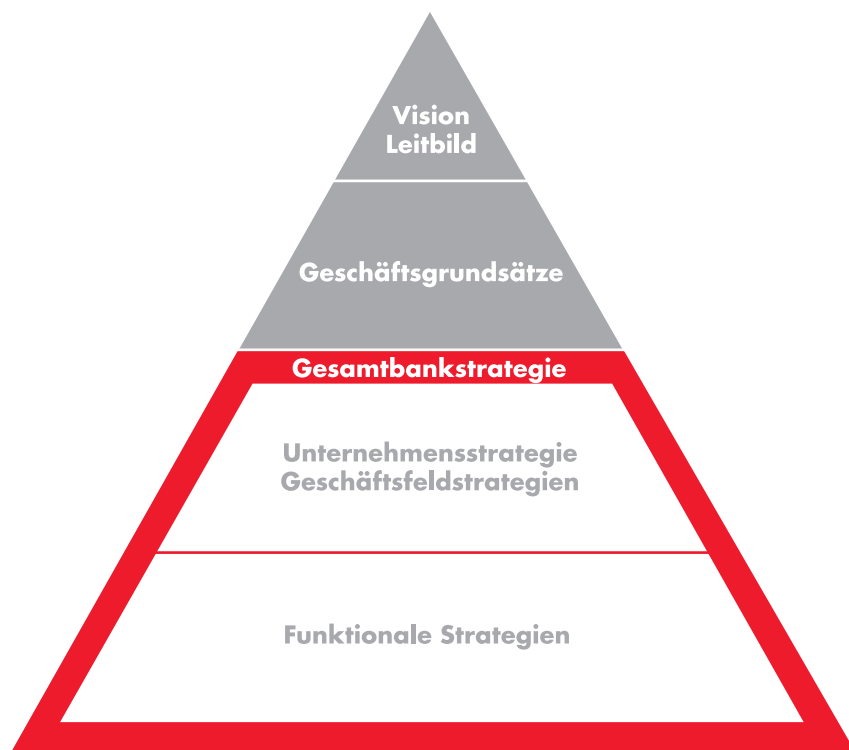 Vision
Leitbild
Geschäftsgrundsätze
Gesamtbankstrategie
Unternehmensstrategie
Geschäftsfeldstrategien
Funktionale Strategien